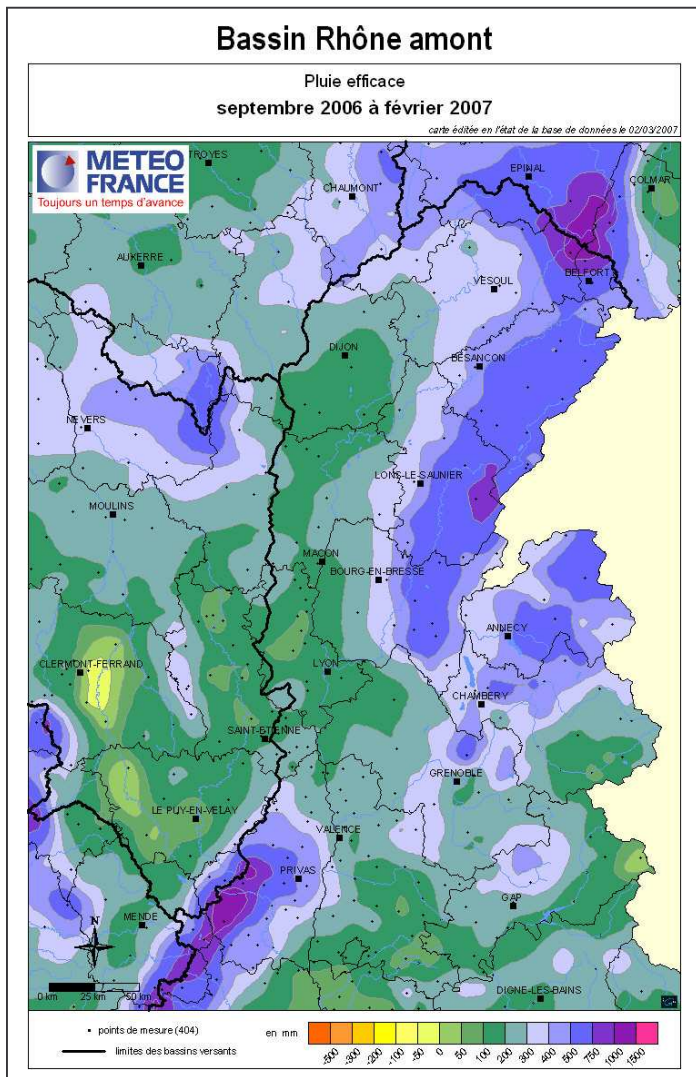 Bassin Rhône amont
Pluie efficace
septembre 2006 à février 2007
carte éditée en l'état de la base de données le 02/03/2007
METEO
FRANCE
Toujours un temps d'avance
TROYES
EPINAL
COLMAR
CHAUMONT
AUXERRE
BELFORT
VESOUL
DIJON
BESANCON
NEVERS
LONS-LE-SAUNIER
MOULINS
MACON
BOURG-EN-BRESSE
ANNECY
CLERMONT-FERRAND
LYON
CHAMBERY
SAINT-ETIENNE
GRENOBLE
LE PUY-EN-VELAY
VALENCE
PRIVAS
GAP
MENDE
N
DIGNE-LES-BAINS
0 km 25 km 50 km
points de mesure (404)
limites des bassins versants
en mm
-500 -300 -200 -100 -50 0 50 100 200 300 400 500 750 1000 1500